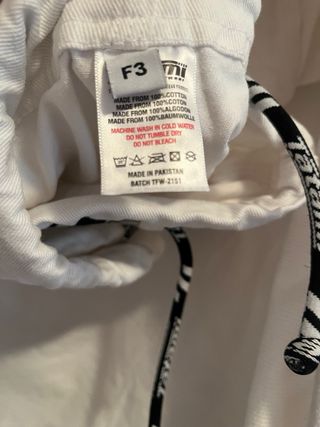 F3
MADE FROM 100%COTTON
MADE FROM 100%COTON
MADE FROM 100%ALGODON
MADE FROM 100%BAUMWOLLE
MACHINE WASH IN COLD WATER
DO NOT TUMBLE DRY
DO NOT BLEACH
MADE IN PAKISTAN
BATCH TFW-2151
Tatami